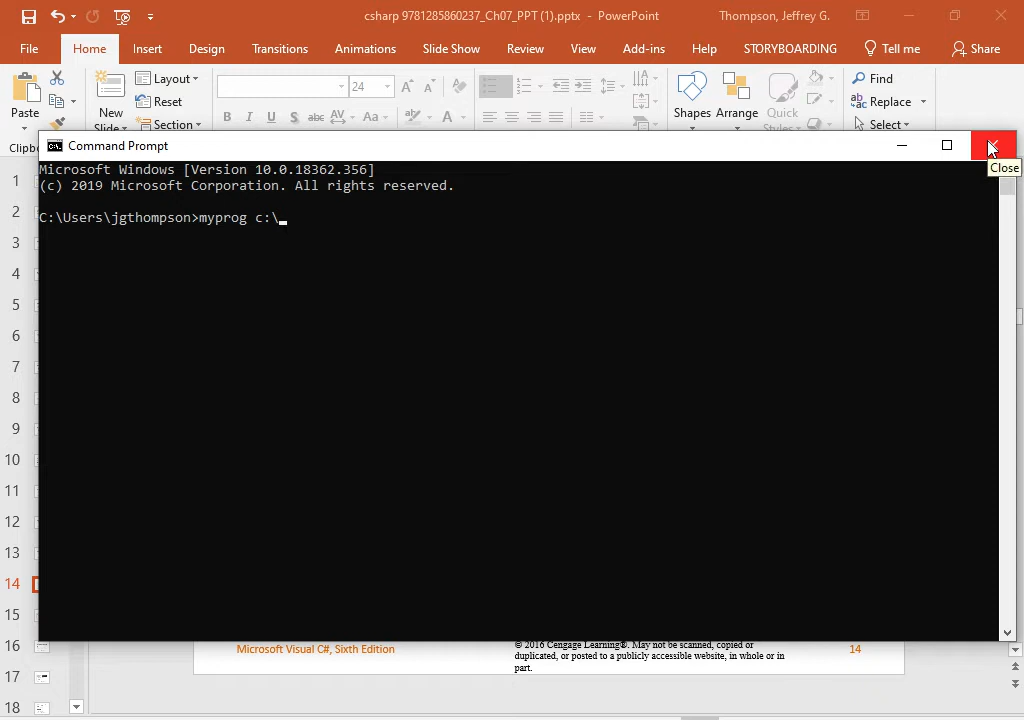 csharp 9781285860237_Ch07_PPT (1).pptx - PowerPoint
Thompson, Jeffrey G.
File Home Insert Design Transitions Animations Slide Show Review View Add-ins Help STORYBOARDING Tell me Share
Layout
24
Find
Reset
Replace
Paste
New
Shapes Arrange Quick
B I U S abc AV Aa A
Slide
Section
Styles
Select
Clipb
Command Prompt
Close
Microsoft Windows [Version 10.0.18362.356]
(c) 2019 Microsoft Corporation. All rights reserved.
C:\Users\jgthompson>myprog c:\
1
2
3
4
5
6
7
8
9
10
11
12
13
14
15
16
17
18
Microsoft Visual C#, Sixth Edition
© 2016 Cengage Learning®. May not be scanned, copied or
duplicated, or posted to a publicly accessible website, in whole or in
part.
14